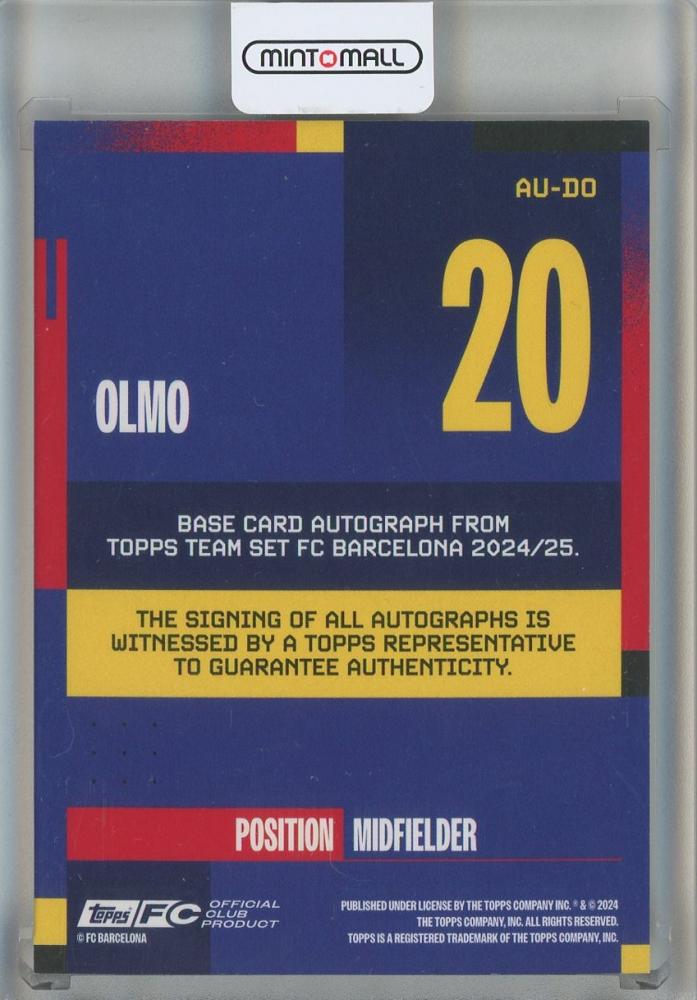 MINT MALL
AU-DO
20
OLMO
BASE CARD AUTOGRAPH FROM
TOPPS TEAM SET FC BARCELONA 2024/25.
THE SIGNING OF ALL AUTOGRAPHS IS
WITNESSED BY A TOPPS REPRESENTATIVE
TO GUARANTEE AUTHENTICITY.
POSITION MIDFIELDER
topps FC
OFFICIAL
CLUB
PRODUCT
© FC BARCELONA
PUBLISHED UNDER LICENSE BY THE TOPPS COMPANY INC.® & © 2024
THE TOPPS COMPANY, INC. ALL RIGHTS RESERVED.
TOPPS IS A REGISTERED TRADEMARK OF THE TOPPS COMPANY, INC.